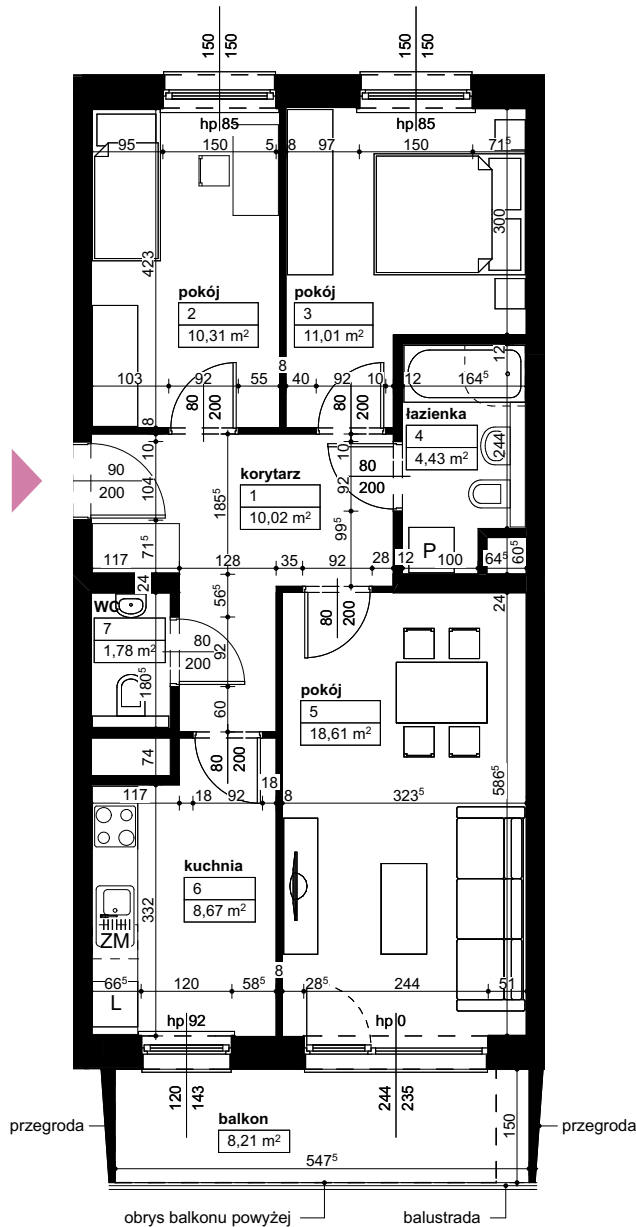 150 150
150 150
hp 85
hp 85
95 150 5 8 97 150 71⁵
423
300
pokój
2
10,31 m²
pokój
3
11,01 m²
12
8
103 92 55 40 92 10 12 164⁵
80 200
80 200
łazienka
4
4,43 m²
244
8
10
90
200
104
korytarz
1
10,02 m²
185⁵
10
92
80
200
99⁵
P
71⁵
117 128 35 92 28 12 100 64⁵
60⁵
24
56⁵
80 200
24
WC
7
1,78 m²
80
200
92
180⁵
60
pokój
5
18,61 m²
74
80 200
18
117 18 92 8 323⁵
586⁵
kuchnia
6
8,67 m²
332
ZM
8
66⁵ 120 58⁵ 28⁵ 244 51
L
hp 92
hp 0
120 143
244 235
balkon
8,21 m²
150
przegroda
przegroda
547⁵
obrys balkonu powyżej
balustrada